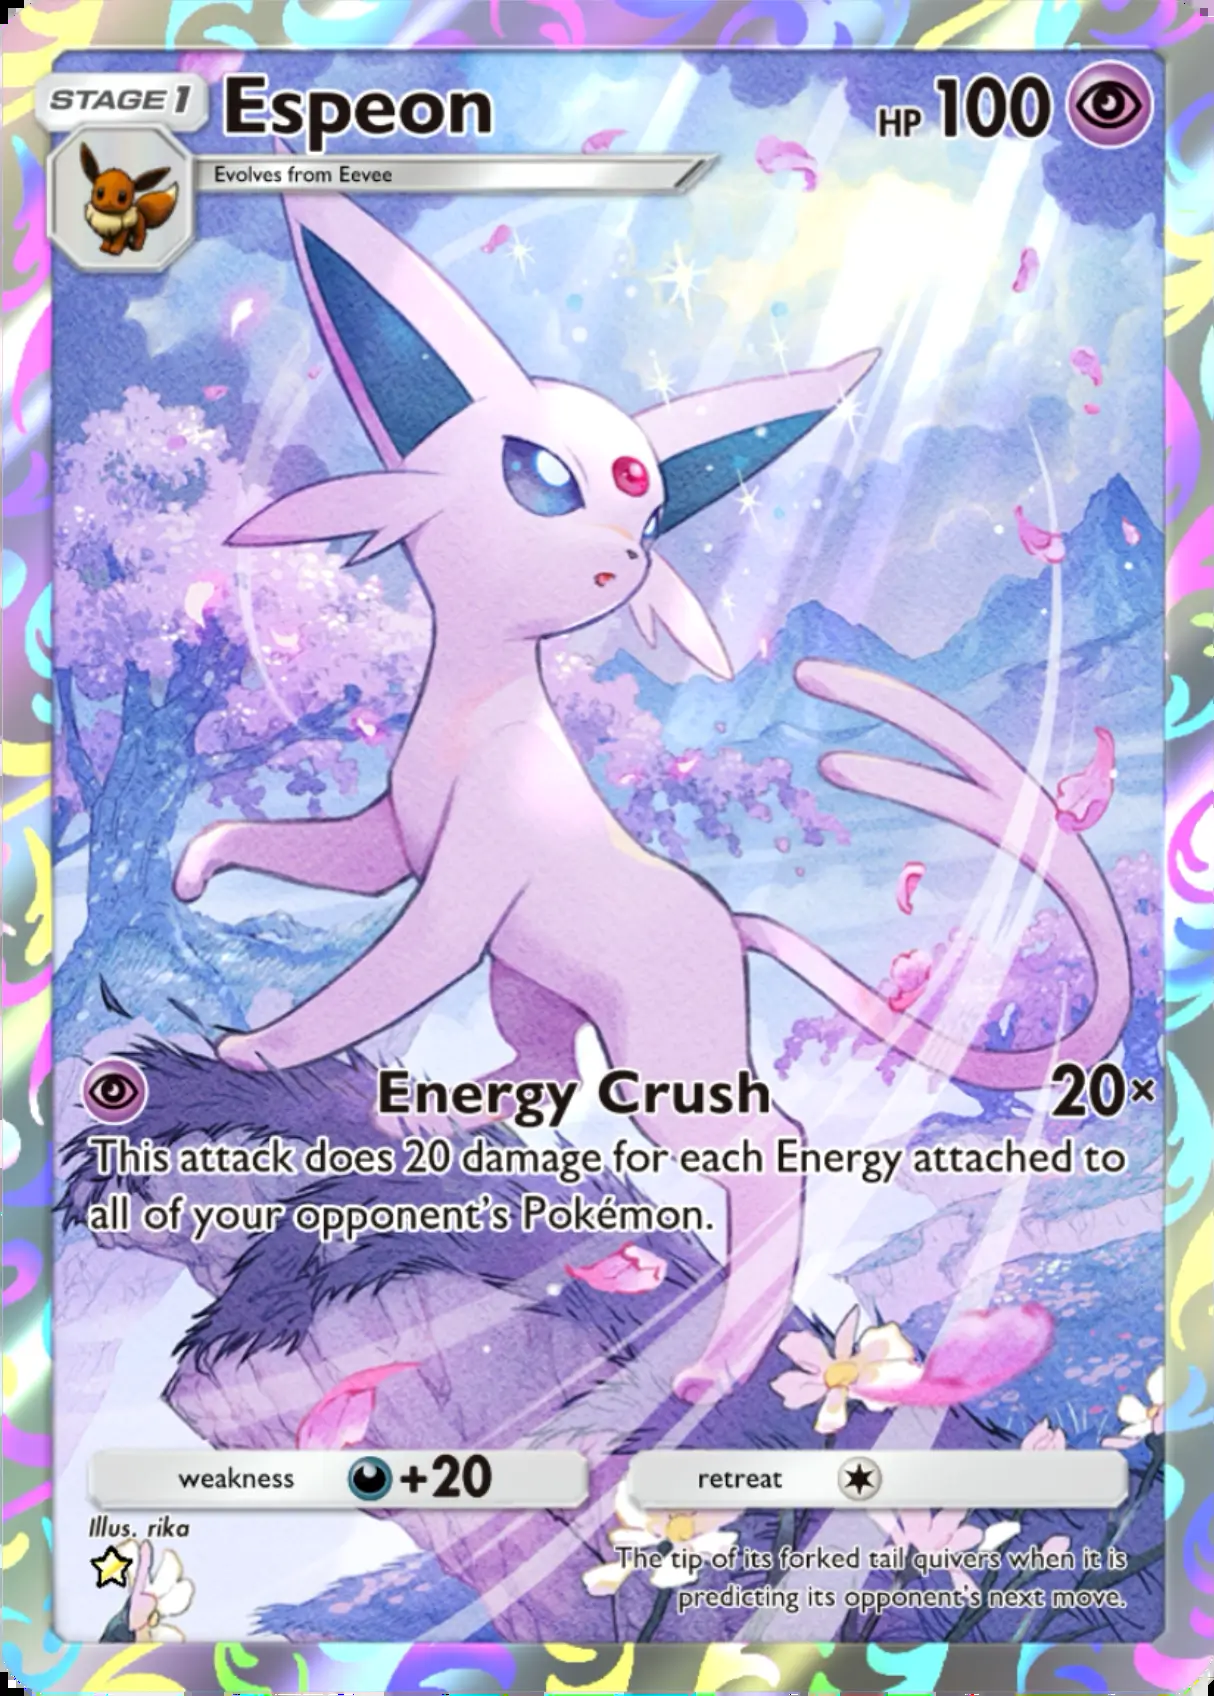 STAGE 1
Espeon
HP 100
Evolves from Eevee
Energy Crush 20×
This attack does 20 damage for each Energy attached to
all of your opponent's Pokémon.
weakness +20
retreat
Illus. rika
The tip of its forked tail quivers when it is
predicting its opponent's next move.